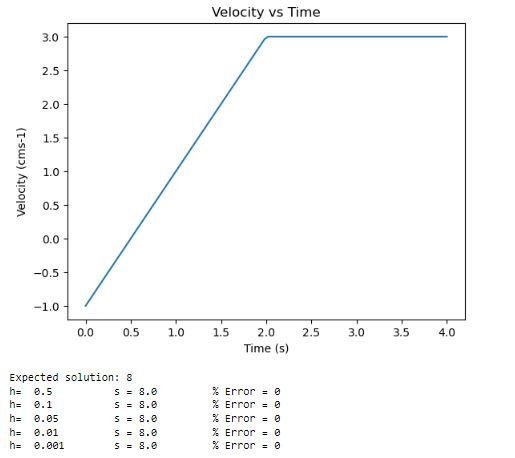 Velocity vs Time
3.0
2.5
2.0
1.5
1.0
0.5
0.0
−0.5
−1.0
Velocity (cms-1)
0.0 0.5 1.0 1.5 2.0 2.5 3.0 3.5 4.0
Time (s)
Expected solution: 8
h= 0.5 s = 8.0 % Error = 0
h= 0.1 s = 8.0 % Error = 0
h= 0.05 s = 8.0 % Error = 0
h= 0.01 s = 8.0 % Error = 0
h= 0.001 s = 8.0 % Error = 0